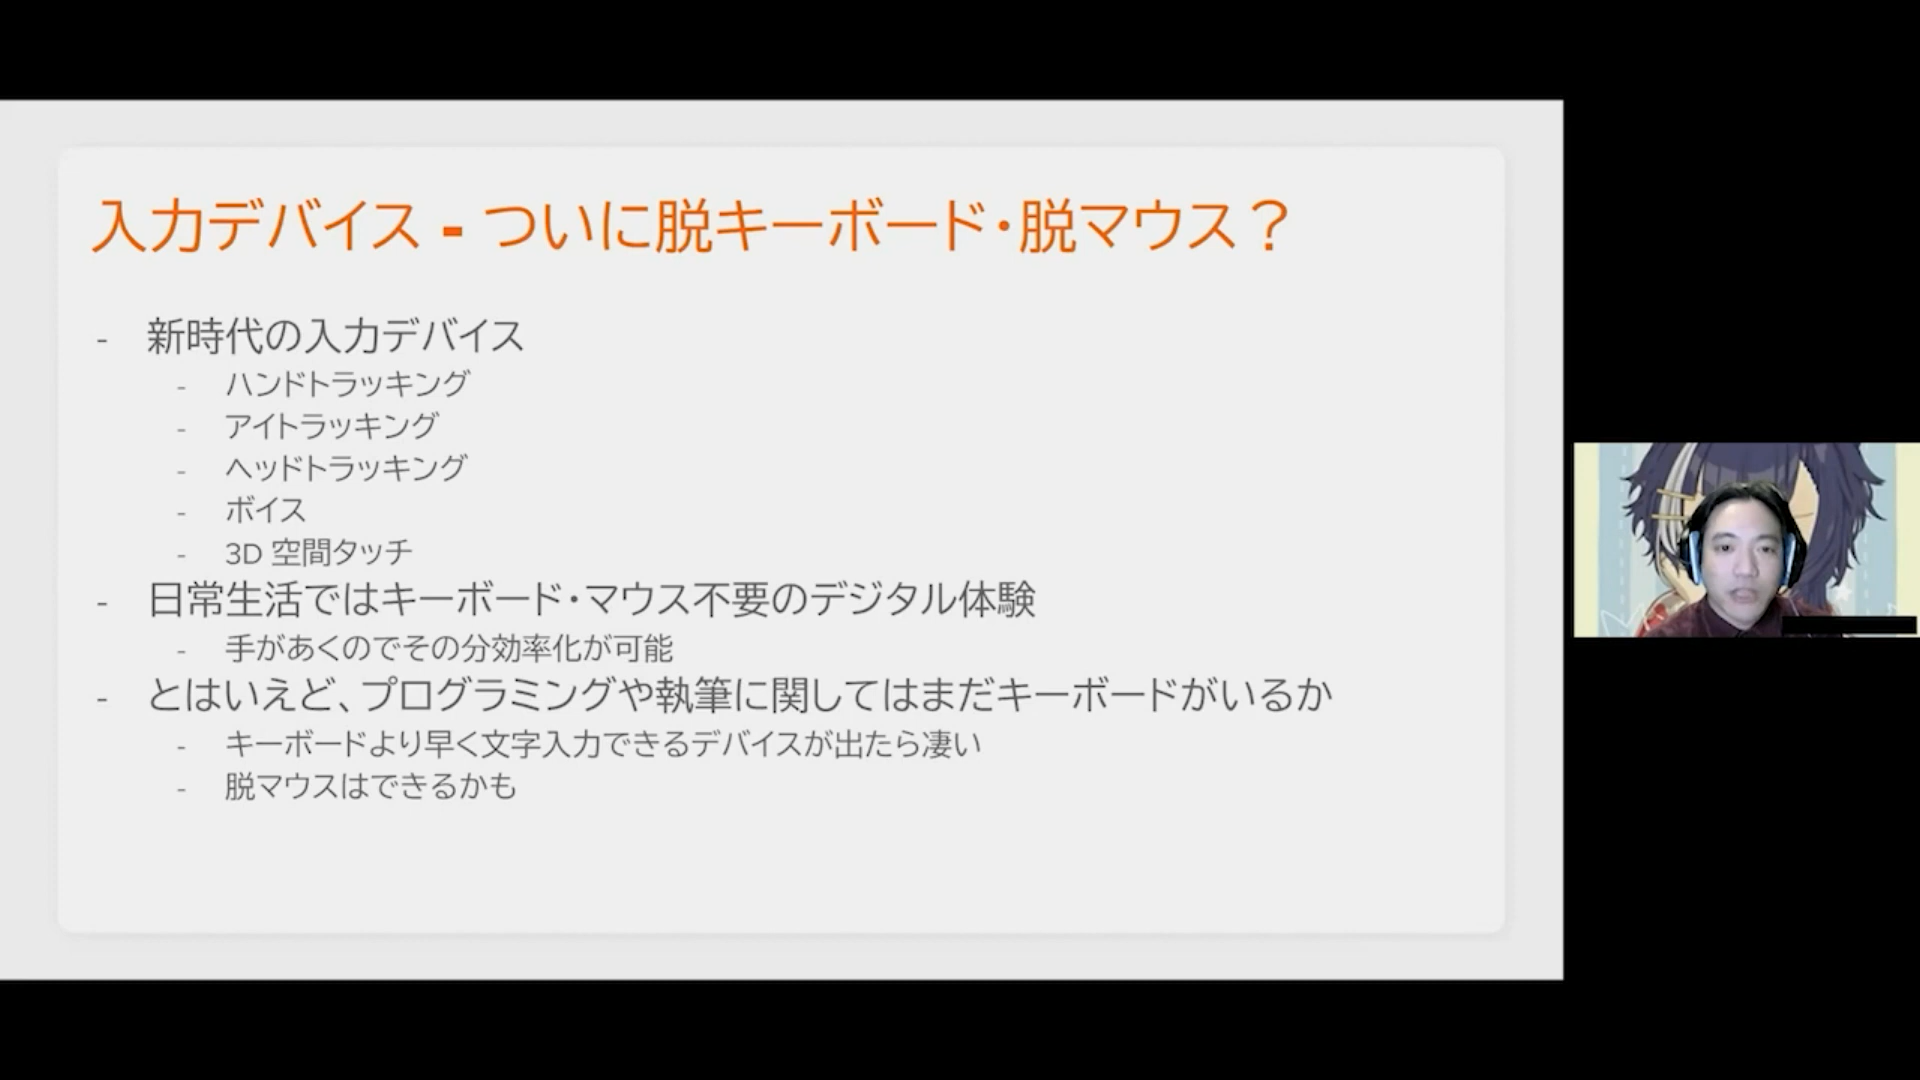 入力デバイス - ついに脱キーボード・脱マウス？
- 新時代の入力デバイス
- ハンドトラッキング
- アイトラッキング
- ヘッドトラッキング
- ボイス
- 3D 空間タッチ
- 日常生活ではキーボード・マウス不要のデジタル体験
- 手があくのでその分効率化が可能
- とはいえど、プログラミングや執筆に関してはまだキーボードがいるか
- キーボードより早く文字入力できるデバイスが出たら凄い
- 脱マウスはできるかも